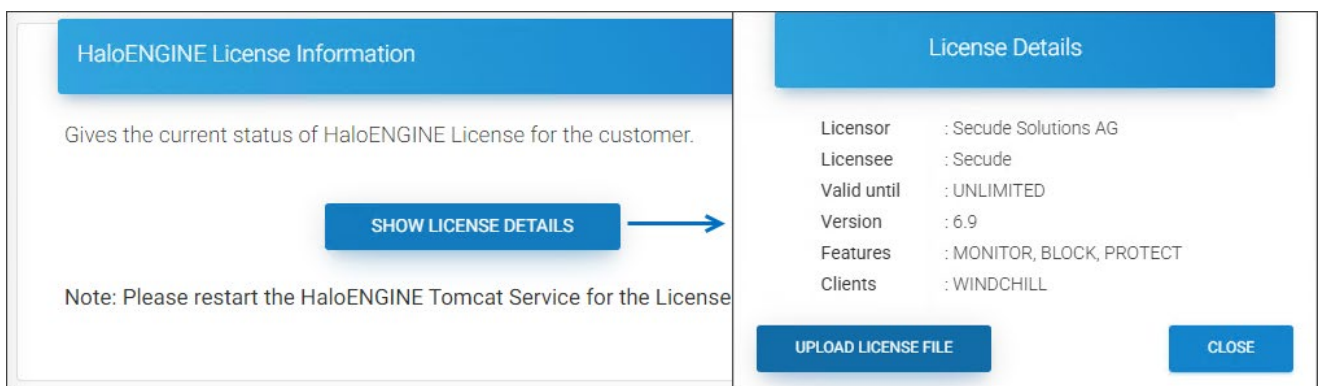 HaloENGINE License Information
Gives the current status of HaloENGINE License for the customer.
SHOW LICENSE DETAILS
Note: Please restart the HaloENGINE Tomcat Service for the License
License Details
Licensor : Secude Solutions AG
Licensee : Secude
Valid until : UNLIMITED
Version : 6.9
Features : MONITOR, BLOCK, PROTECT
Clients : WINDCHILL
UPLOAD LICENSE FILE
CLOSE